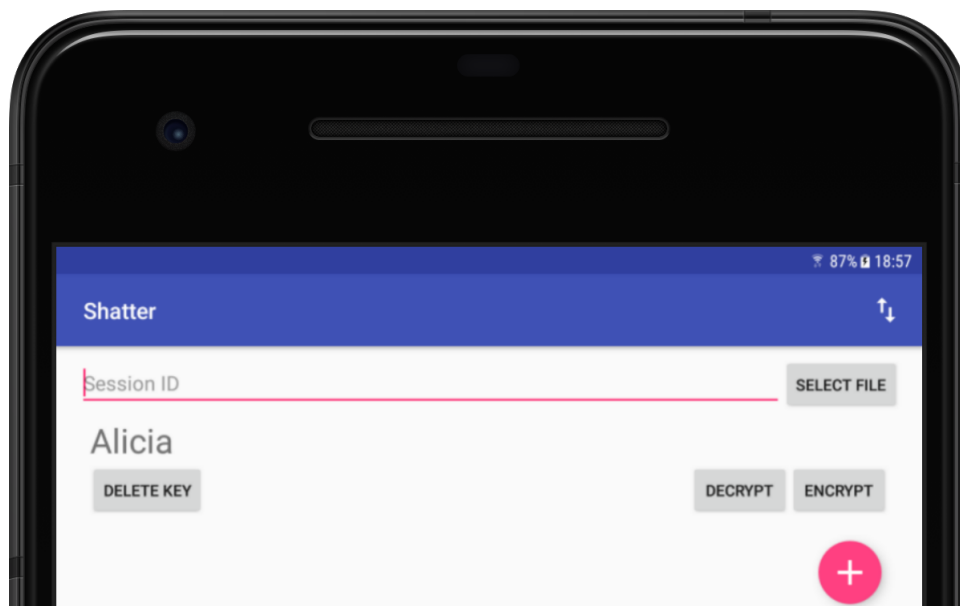 87% 18:57
Shatter
Session ID SELECT FILE
Alicia
DELETE KEY DECRYPT ENCRYPT